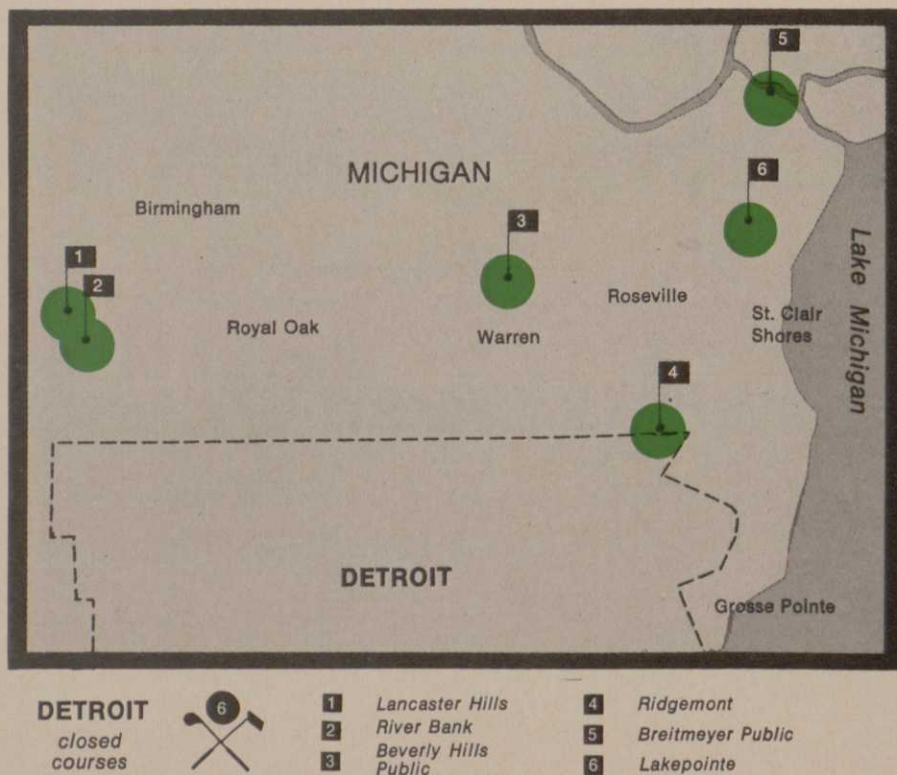 5
MICHIGAN
6
Birmingham
3
1
2
Lake Michigan
Roseville
St. Clair
Shores
Royal Oak
Warren
4
DETROIT
Grosse Pointe
DETROIT
closed
courses
6
1 Lancaster Hills
2 River Bank
3 Beverly Hills
Public
4 Ridgemont
5 Breitmeyer Public
6 Lakepointe